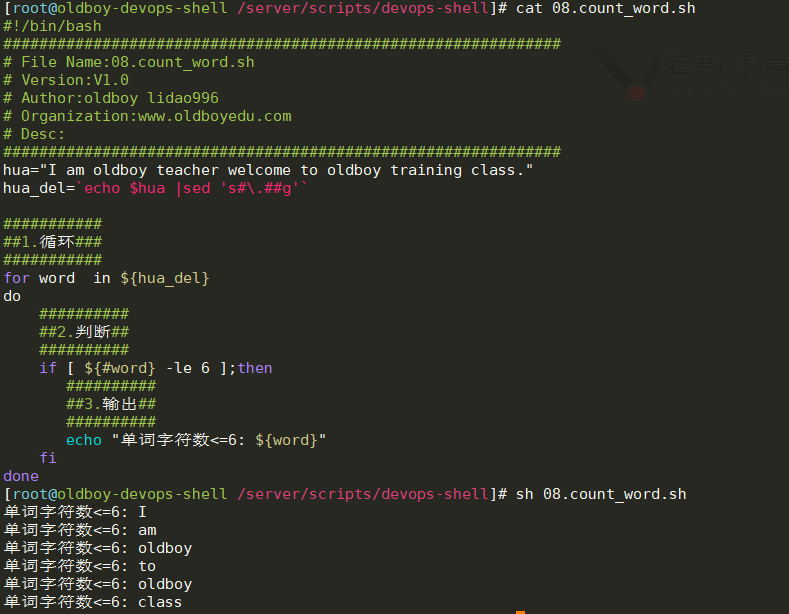 [root@oldboy-devops-shell /server/scripts/devops-shell]# cat 08.count_word.sh
#!/bin/bash
##############################################################
# File Name:08.count_word.sh
# Version:V1.0
# Author:oldboy lidao996
# Organization:www.oldboyedu.com
# Desc:
##############################################################
hua="I am oldboy teacher welcome to oldboy training class."
hua_del=`echo $hua |sed 's#\.##g'`
###########
##1.循环###
###########
for word  in ${hua_del}
do
    ##########
    ##2.判断##
    ##########
    if [ ${#word} -le 6 ];then
       ##########
       ##3.输出##
       ##########
       echo "单词字符数<=6: ${word}"
    fi
done
[root@oldboy-devops-shell /server/scripts/devops-shell]# sh 08.count_word.sh
单词字符数<=6: I
单词字符数<=6: am
单词字符数<=6: oldboy
单词字符数<=6: to
单词字符数<=6: oldboy
单词字符数<=6: class